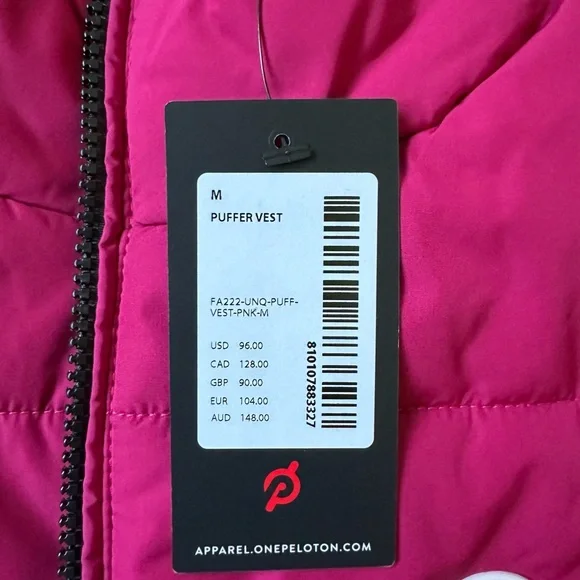 M
PUFFER VEST
FA222-UNQ-PUFF-
VEST-PNK-M
USD 96.00
CAD 128.00
GBP 90.00
EUR 104.00
AUD 148.00
810107883327
APPAREL.ONEPELOTON.COM